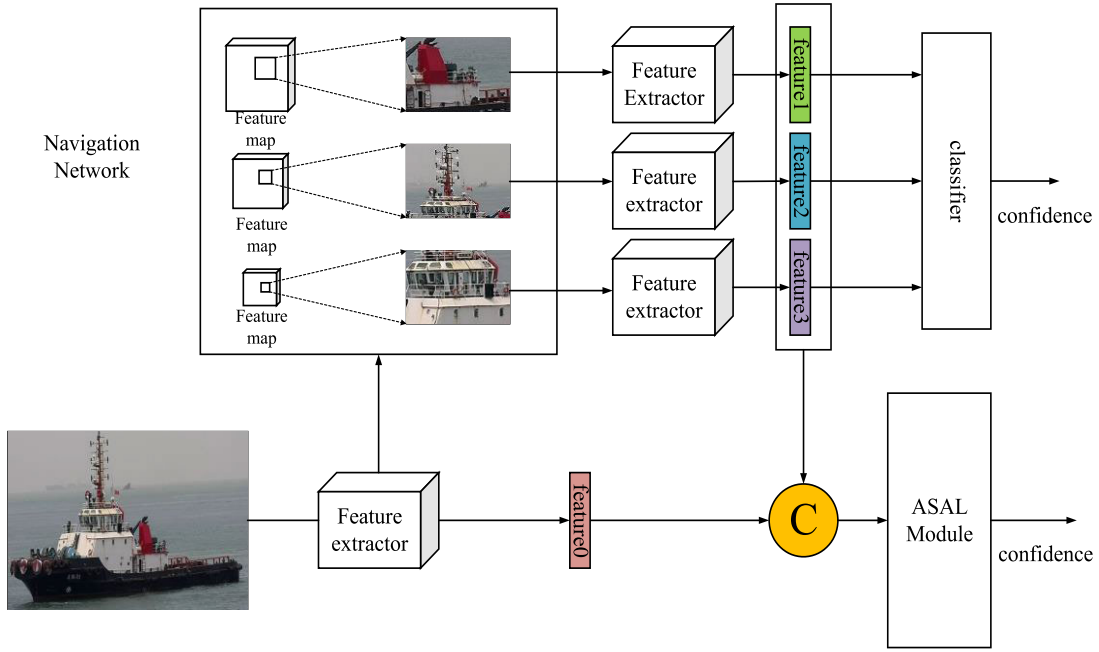 Navigation
Network
Feature
map
Feature
map
Feature
map
Feature
Extractor
Feature
extractor
Feature
extractor
feature1
feature2
feature3
classifier
confidence
Feature
extractor
feature0
C
ASAL
Module
confidence